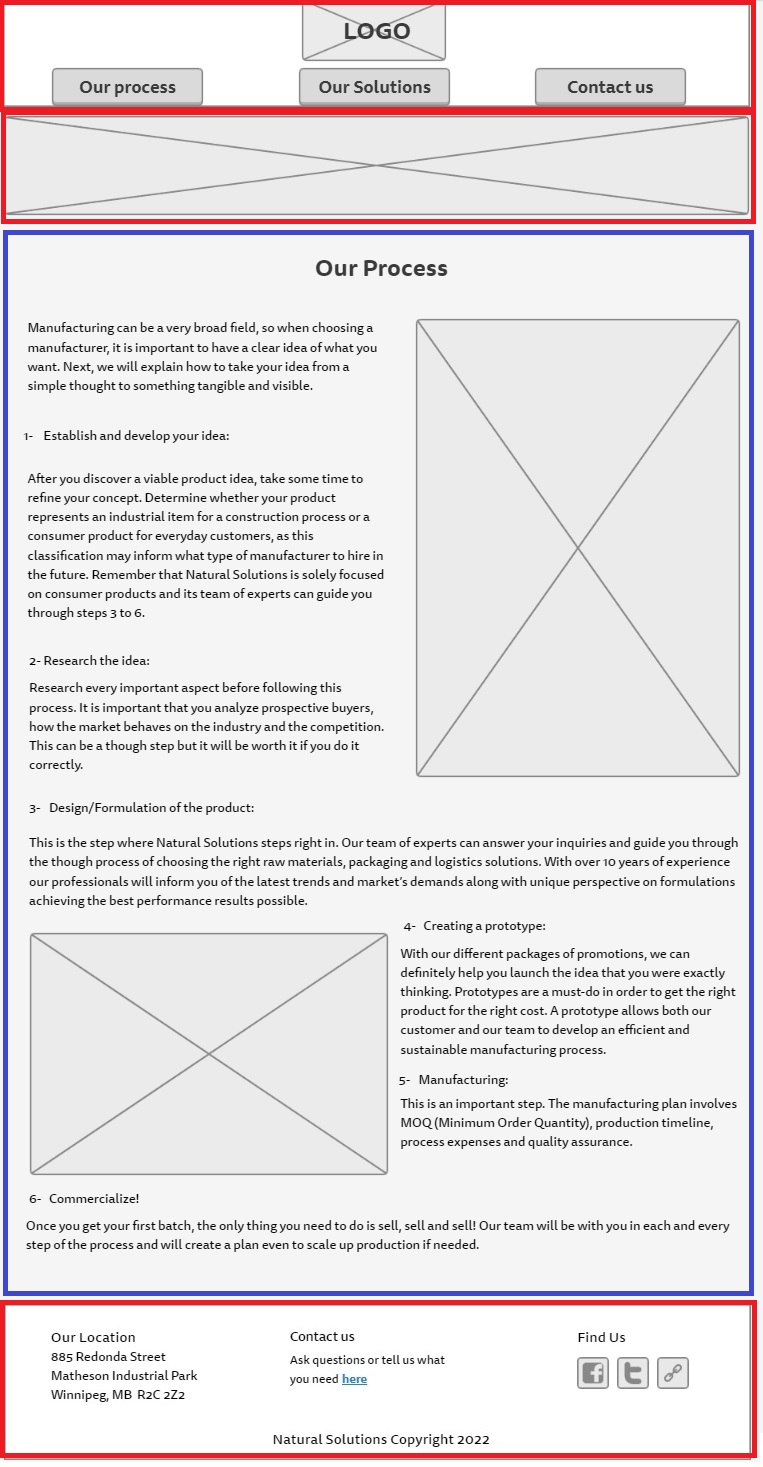 LOGO
Our process
Our Solutions
Contact us
Our Process
Manufacturing can be a very broad field, so when choosing a
manufacturer, it is important to have a clear idea of what you
want. Next, we will explain how to take your idea from a
simple thought to something tangible and visible.
1- Establish and develop your idea:
After you discover a viable product idea, take some time to
refine your concept. Determine whether your product
represents an industrial item for a construction process or a
consumer product for everyday customers, as this
classification may inform what type of manufacturer to hire in
the future. Remember that Natural Solutions is solely focused
on consumer products and its team of experts can guide you
through steps 3 to 6.
2- Research the idea:
Research every important aspect before following this
process. It is important that you analyze prospective buyers,
how the market behaves on the industry and the competition.
This can be a though step but it will be worth it if you do it
correctly.
3- Design/Formulation of the product:
This is the step where Natural Solutions steps right in. Our team of experts can answer your inquiries and guide you through
the though process of choosing the right raw materials, packaging and logistics solutions. With over 10 years of experience
our professionals will inform you of the latest trends and market's demands along with unique perspective on formulations
achieving the best performance results possible.
4- Creating a prototype:
With our different packages of promotions, we can
definitely help you launch the idea that you were exactly
thinking. Prototypes are a must-do in order to get the right
product for the right cost. A prototype allows both our
customer and our team to develop an efficient and
sustainable manufacturing process.
5- Manufacturing:
This is an important step. The manufacturing plan involves
MOQ (Minimum Order Quantity), production timeline,
process expenses and quality assurance.
6- Commercialize!
Once you get your first batch, the only thing you need to do is sell, sell and sell! Our team will be with you in each and every
step of the process and will create a plan even to scale up production if needed.
Our Location
885 Redonda Street
Matheson Industrial Park
Winnipeg, MB R2C 2Z2
Contact us
Ask questions or tell us what
you need here
Find Us
Natural Solutions Copyright 2022